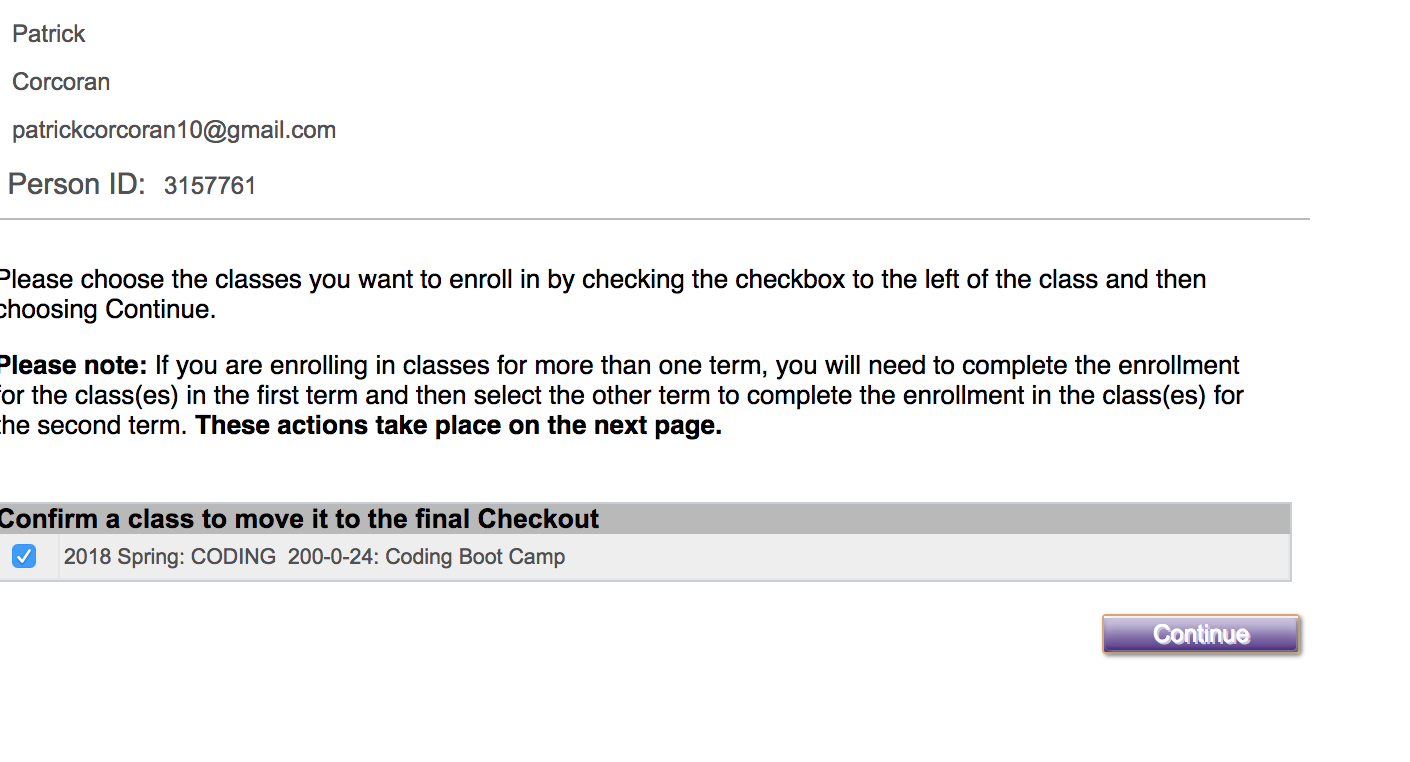 Patrick
Corcoran
patrickcorcoran10@gmail.com
Person ID: 3157761
Please choose the classes you want to enroll in by checking the checkbox to the left of the class and then
choosing Continue.
Please note: If you are enrolling in classes for more than one term, you will need to complete the enrollment
for the class(es) in the first term and then select the other term to complete the enrollment in the class(es) for
the second term. These actions take place on the next page.
Confirm a class to move it to the final Checkout
2018 Spring: CODING 200-0-24: Coding Boot Camp
Continue